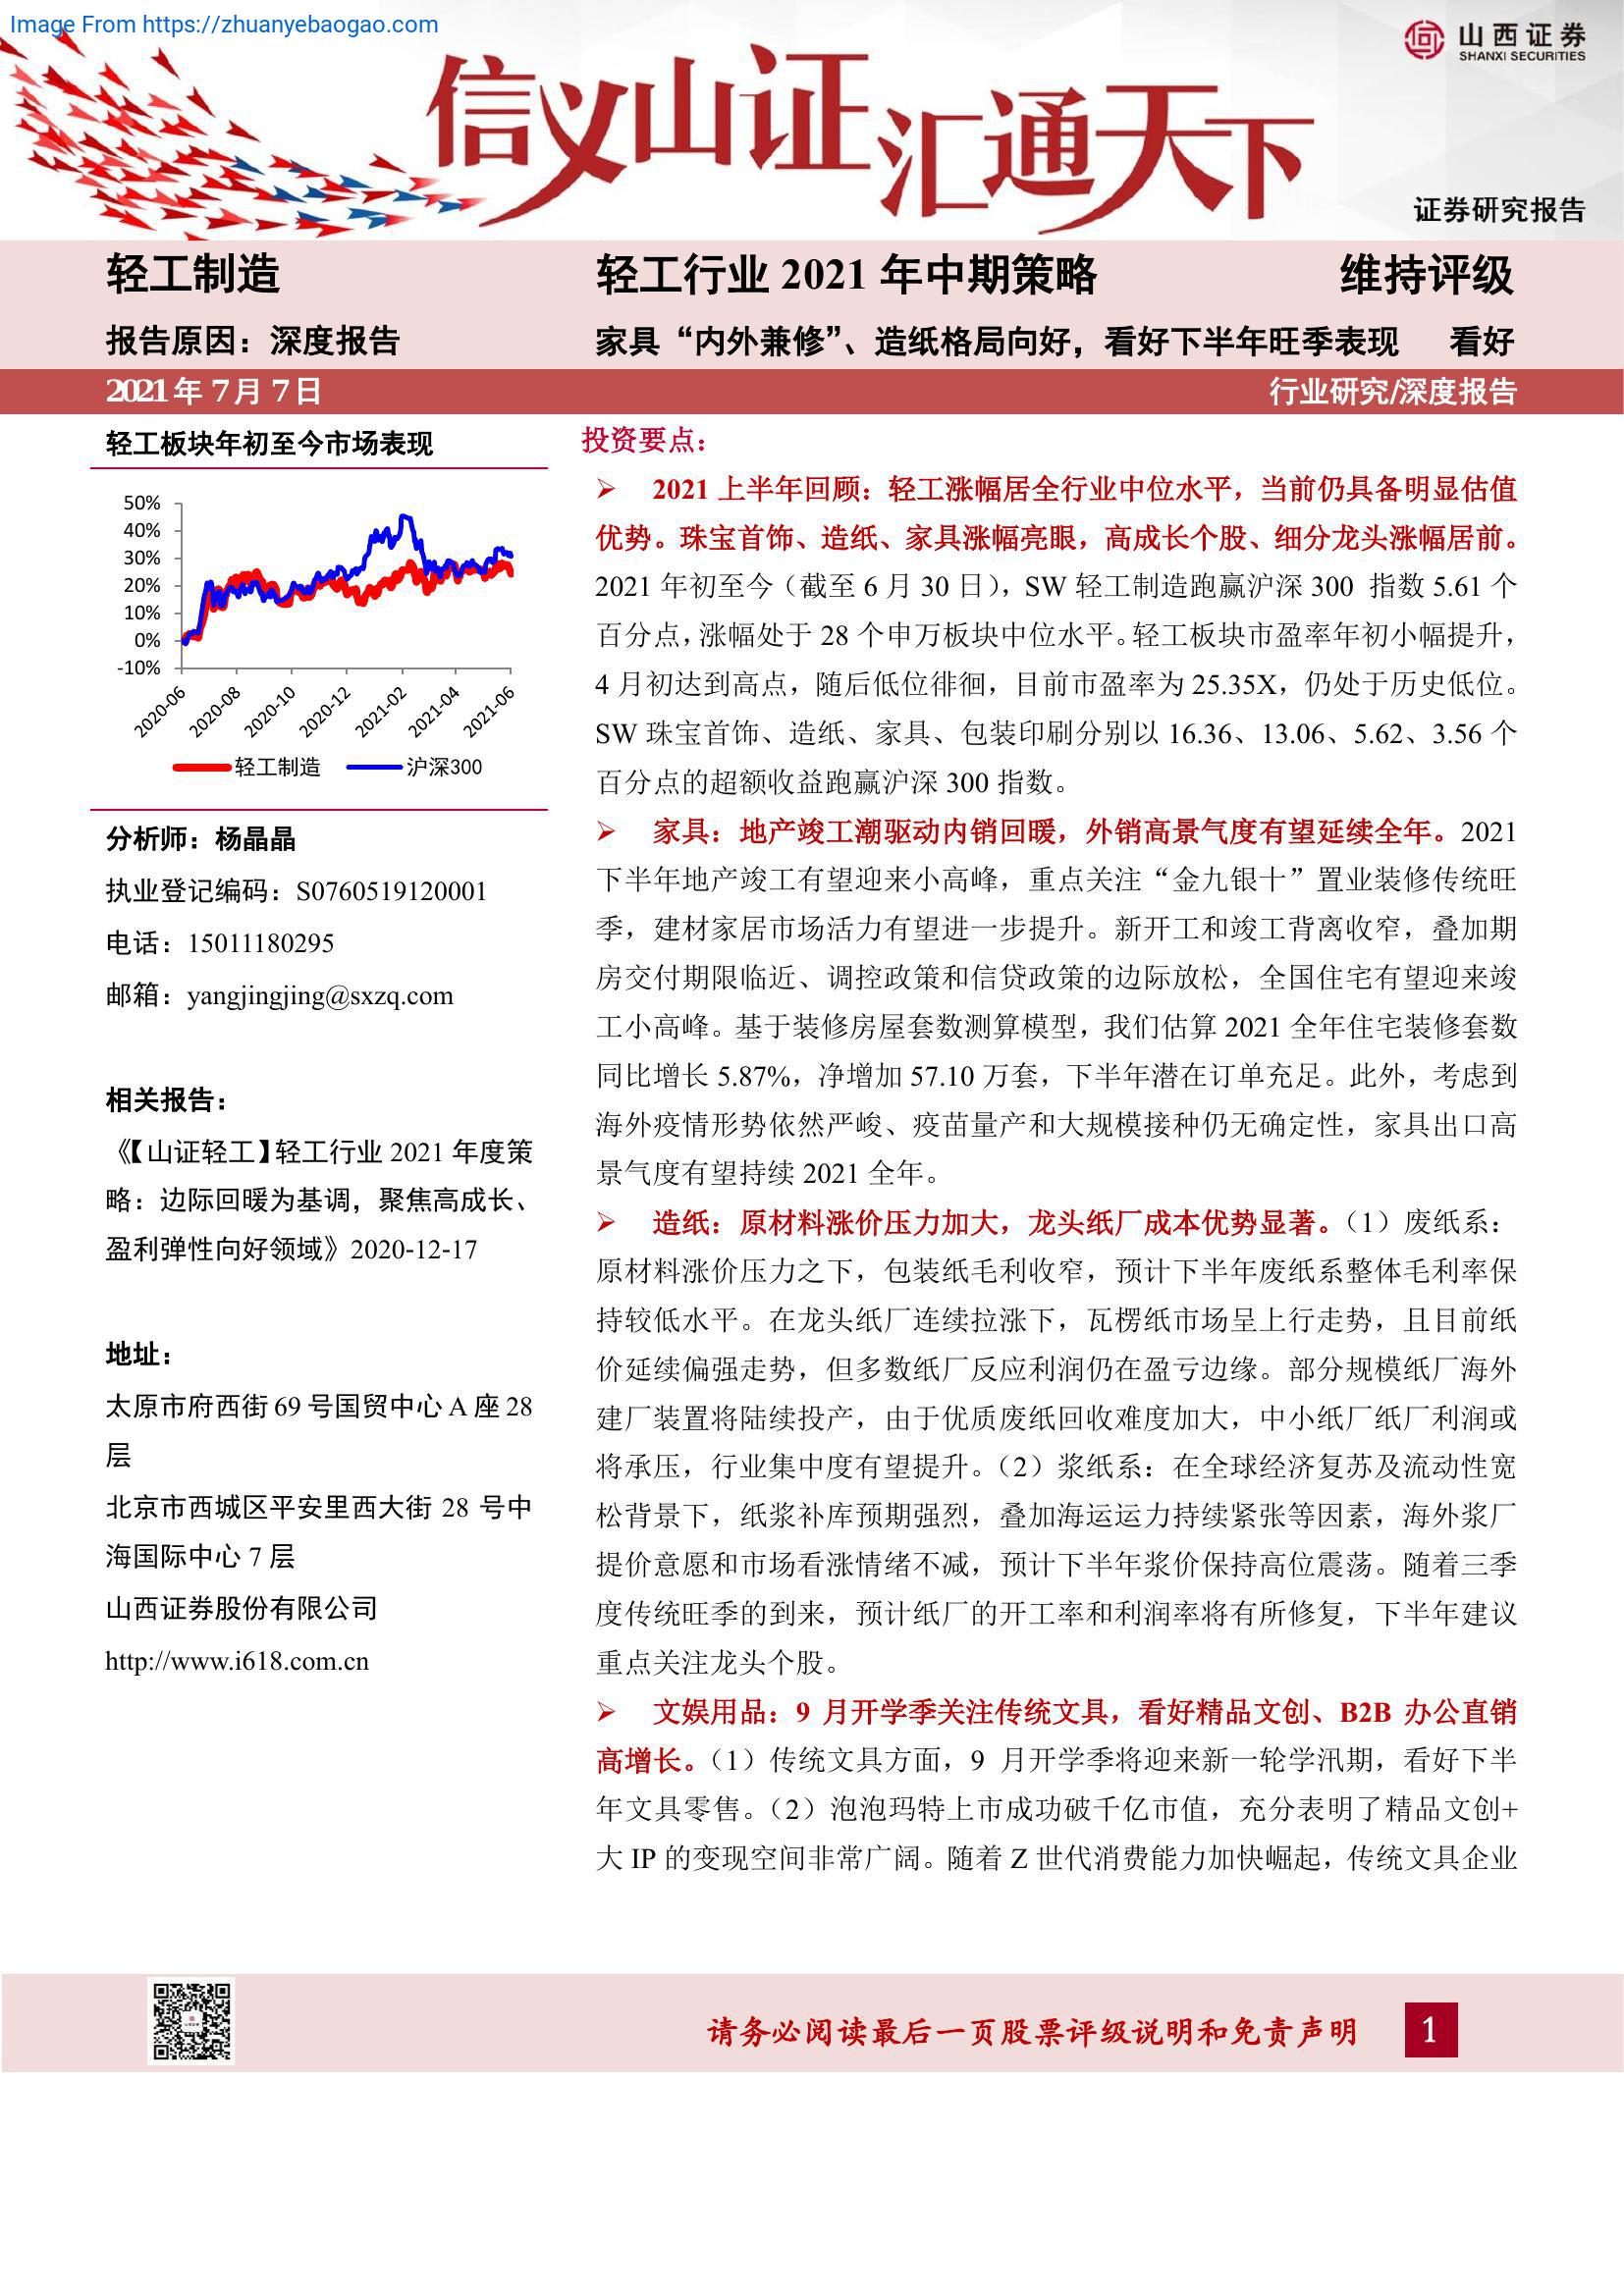 Image From https://zhuanyebaogao.com
山西证券
SHANXI SECURITIES
信义山证汇通天下
证券研究报告
轻工制造
轻工行业 2021 年中期策略
维持评级
报告原因：深度报告
家具“内外兼修”、造纸格局向好，看好下半年旺季表现
看好
2021 年 7 月 7 日
行业研究/深度报告
轻工板块年初至今市场表现
50%
40%
30%
20%
10%
0%
-10%
2020-06
2020-08
2020-10
2020-12
2021-02
2021-04
2021-06
轻工制造
沪深300
分析师：杨晶晶
执业登记编码：S0760519120001
电话：15011180295
邮箱：yangjingjing@sxzq.com
相关报告：
《【山证轻工】轻工行业 2021 年度策
略：边际回暖为基调，聚焦高成长、
盈利弹性向好领域》2020-12-17
地址：
太原市府西街 69 号国贸中心 A 座 28
层
北京市西城区平安里西大街 28 号中
海国际中心 7 层
山西证券股份有限公司
http://www.i618.com.cn
投资要点：
➢ 2021 上半年回顾：轻工涨幅居全行业中位水平，当前仍具备明显估值
优势。珠宝首饰、造纸、家具涨幅亮眼，高成长个股、细分龙头涨幅居前。
2021 年初至今（截至 6 月 30 日），SW 轻工制造跑赢沪深 300 指数 5.61 个
百分点，涨幅处于 28 个申万板块中位水平。轻工板块市盈率年初小幅提升，
4 月初达到高点，随后低位徘徊，目前市盈率为 25.35X，仍处于历史低位。
SW 珠宝首饰、造纸、家具、包装印刷分别以 16.36、13.06、5.62、3.56 个
百分点的超额收益跑赢沪深 300 指数。
➢ 家具：地产竣工潮驱动内销回暖，外销高景气度有望延续全年。2021
下半年地产竣工有望迎来小高峰，重点关注“金九银十”置业装修传统旺
季，建材家居市场活力有望进一步提升。新开工和竣工背离收窄，叠加期
房交付期限临近、调控政策和信贷政策的边际放松，全国住宅有望迎来竣
工小高峰。基于装修房屋套数测算模型，我们估算 2021 全年住宅装修套数
同比增长 5.87%，净增加 57.10 万套，下半年潜在订单充足。此外，考虑到
海外疫情形势依然严峻、疫苗量产和大规模接种仍无确定性，家具出口高
景气度有望持续 2021 全年。
➢ 造纸：原材料涨价压力加大，龙头纸厂成本优势显著。（1）废纸系：
原材料涨价压力之下，包装纸毛利收窄，预计下半年废纸系整体毛利率保
持较低水平。在龙头纸厂连续拉涨下，瓦楞纸市场呈上行走势，且目前纸
价延续偏强走势，但多数纸厂反应利润仍在盈亏边缘。部分规模纸厂海外
建厂装置将陆续投产，由于优质废纸回收难度加大，中小纸厂纸厂利润或
将承压，行业集中度有望提升。（2）浆纸系：在全球经济复苏及流动性宽
松背景下，纸浆补库预期强烈，叠加海运运力持续紧张等因素，海外浆厂
提价意愿和市场看涨情绪不减，预计下半年浆价保持高位震荡。随着三季
度传统旺季的到来，预计纸厂的开工率和利润率将有所修复，下半年建议
重点关注龙头个股。
➢ 文娱用品：9 月开学季关注传统文具，看好精品文创、B2B 办公直销
高增长。（1）传统文具方面，9 月开学季将迎来新一轮学汛期，看好下半
年文具零售。（2）泡泡玛特上市成功破千亿市值，充分表明了精品文创+
大 IP 的变现空间非常广阔。随着 Z 世代消费能力加快崛起，传统文具企业
请务必阅读最后一页股票评级说明和免责声明
1